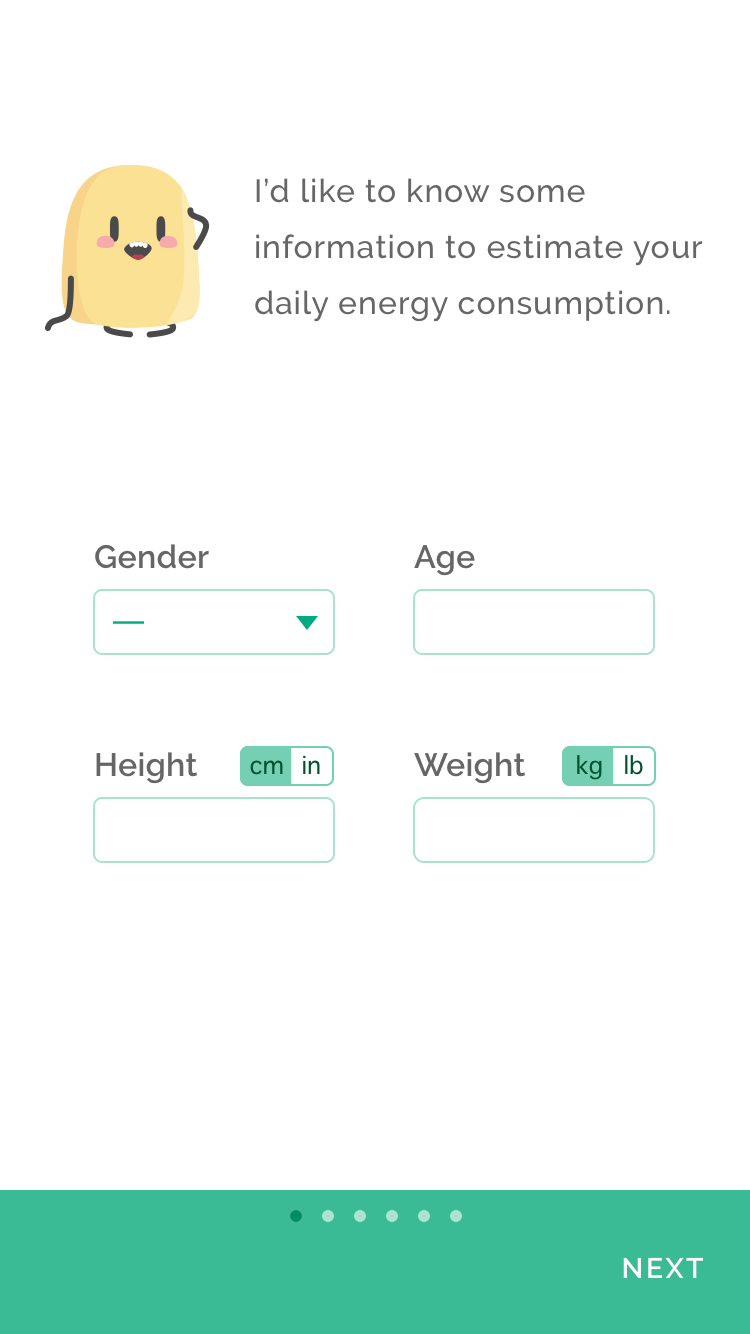 I’d like to know some
information to estimate your
daily energy consumption.
Gender Age
—
Height cm in Weight kg lb
NEXT